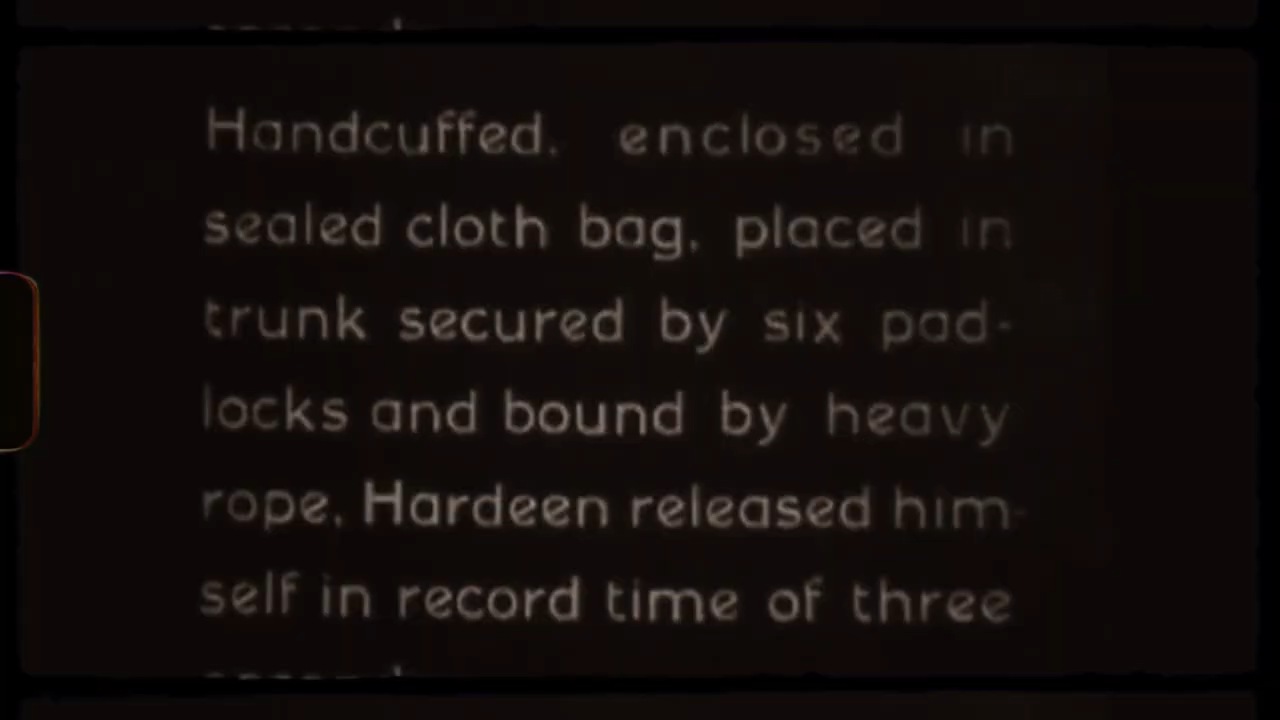 Handcuffed, enclosed in
sealed cloth bag, placed in
trunk secured by six pad-
locks and bound by heavy
rope, Hardeen released him-
self in record time of three